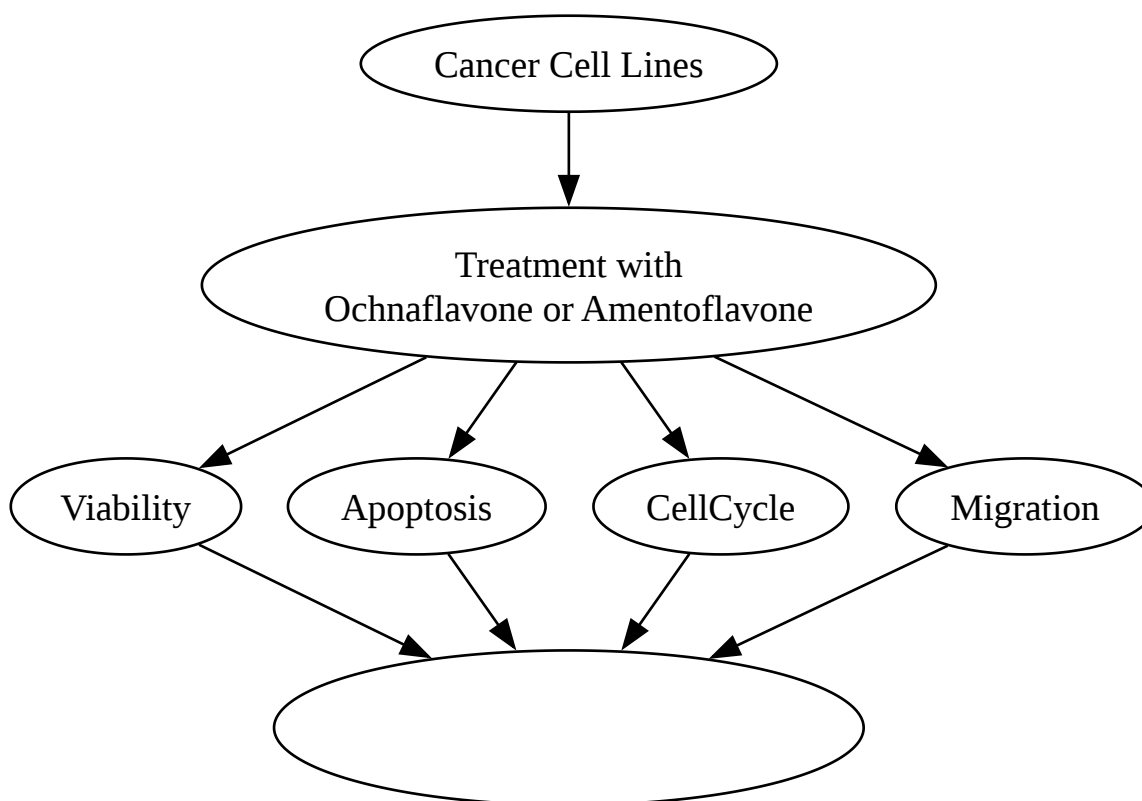 Cancer Cell Lines
Treatment with
Ochnaflavone or Amentoflavone
Viability
Apoptosis
CellCycle
Migration